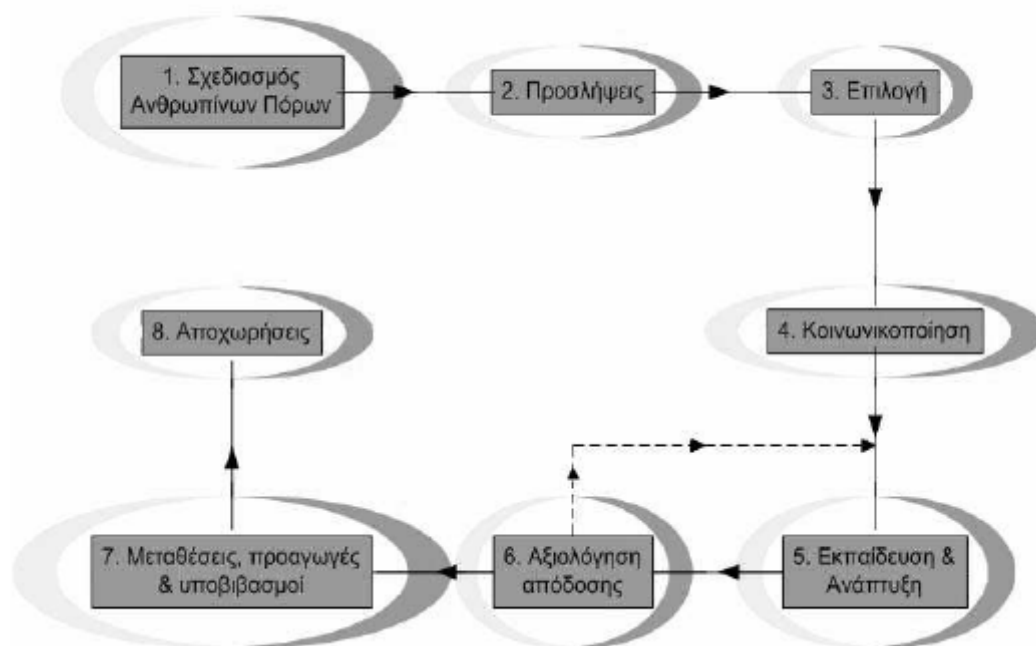 1. Σχεδιασμός
Ανθρωπίνων Πόρων
2. Προσλήψεις
3. Επιλογή
4. Κοινωνικοποίηση
5. Εκπαίδευση &
Ανάπτυξη
6. Αξιολόγηση
απόδοσης
7. Μεταθέσεις, προαγωγές
& υποβιβασμοί
8. Αποχωρήσεις